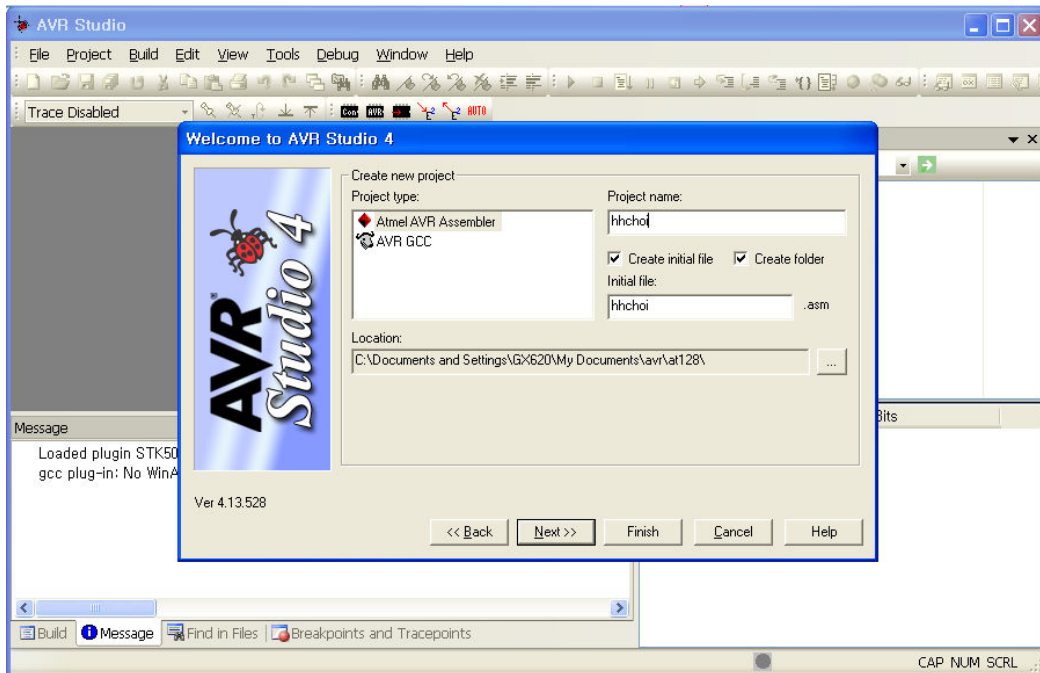 AVR Studio
File Project Build Edit View Tools Debug Window Help
Trace Disabled
Con AVR AUTO
Welcome to AVR Studio 4
Create new project
Project type:
Project name:
Atmel AVR Assembler
AVR GCC
hhchoi
Create initial file Create folder
Initial file:
hhchoi .asm
Location:
C:\Documents and Settings\GX620\My Documents\avr\at128\
...
AVR Studio 4
Ver 4.13.528
<< Back Next >> Finish Cancel Help
Bits
Message
Loaded plugin STK50
gcc plug-in: No WinA
Build Message Find in Files Breakpoints and Tracepoints
CAP NUM SCRL